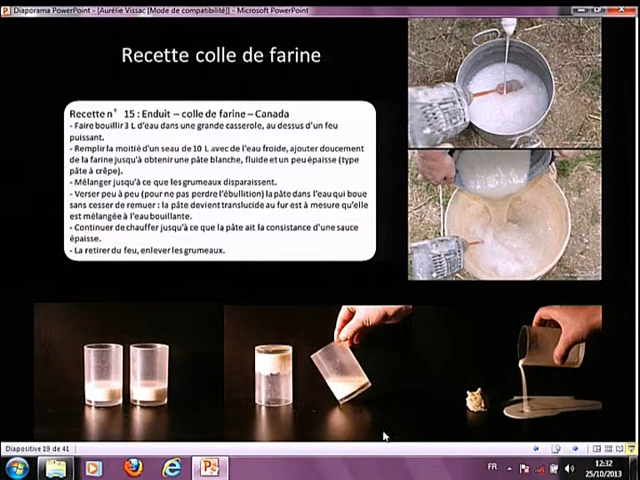 Diaporama PowerPoint - [Aurélie Vissac [Mode de compatibilité]] - Microsoft PowerPoint
Recette colle de farine
Recette n° 15 : Enduit – colle de farine – Canada
- Faire bouillir 3 L d'eau dans une grande casserole, au dessus d'un feu
puissant.
- Remplir la moitié d'un seau de 10 L avec de l'eau froide, ajouter doucement
de la farine jusqu'à obtenir une pâte blanche, fluide et un peu épaisse (type
pâte à crêpe).
- Mélanger jusqu'à ce que les grumeaux disparaissent.
- Verser peu à peu (pour ne pas perdre l'ébullition) la pâte dans l'eau qui boue
sans cesser de remuer : la pâte devient translucide au fur est à mesure qu'elle
est mélangée à l'eau bouillante.
- Continuer de chauffer jusqu'à ce que la pâte ait la consistance d'une sauce
épaisse.
- La retirer du feu, enlever les grumeaux.
Diapositive 19 de 41
FR
12:32
25/10/2013